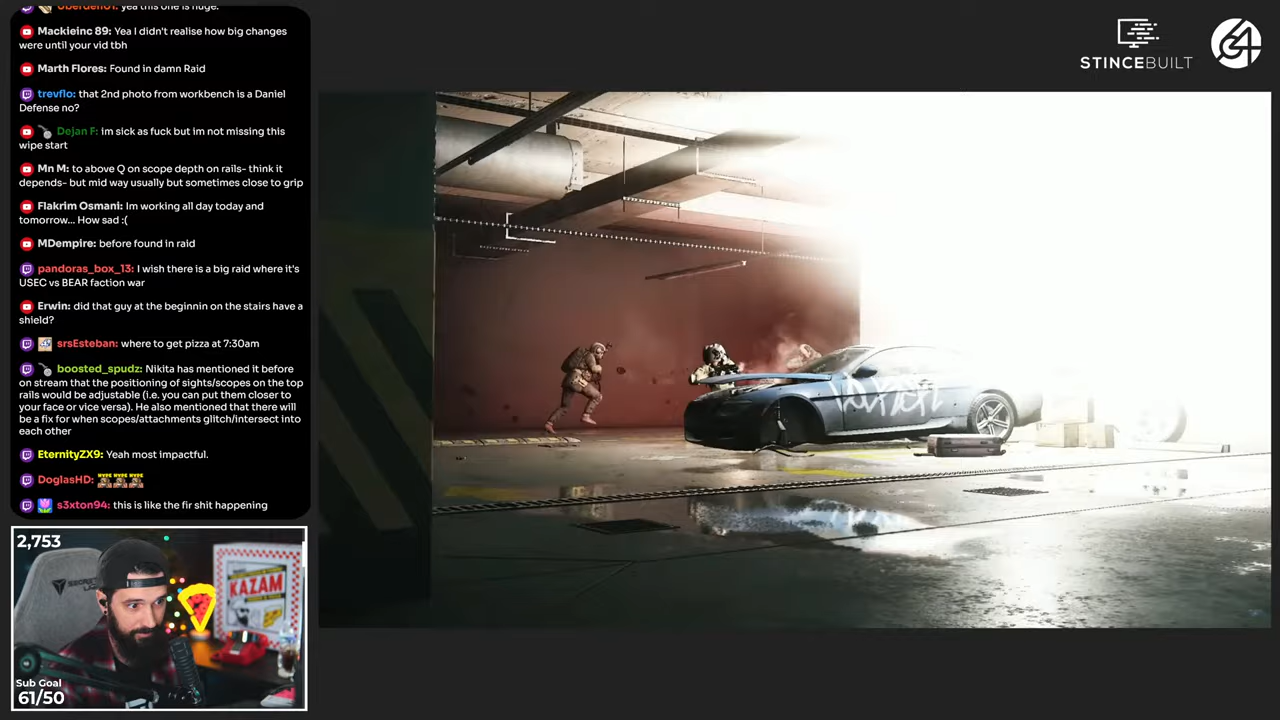 Uberdeno1: yea this one is huge.
Mackieinc 89: Yea I didn't realise how big changes
were until your vid tbh
Marth Flores: Found in damn Raid
trevflo: that 2nd photo from workbench is a Daniel
Defense no?
Dejan F: im sick as fuck but im not missing this
wipe start
Mn M: to above Q on scope depth on rails- think it
depends- but mid way usually but sometimes close to grip
Flakrim Osmani: Im working all day today and
tomorrow... How sad :(
MDempire: before found in raid
pandoras_box_13: I wish there is a big raid where it's
USEC vs BEAR faction war
Erwin: did that guy at the beginnin on the stairs have a
shield?
srsEsteban: where to get pizza at 7:30am
boosted_spudz: Nikita has mentioned it before
on stream that the positioning of sights/scopes on the top
rails would be adjustable (i.e. you can put them closer to
your face or vice versa). He also mentioned that there will
be a fix for when scopes/attachments glitch/intersect into
each other
EternityZX9: Yeah most impactful.
DoglasHD:
s3xton94: this is like the fir shit happening
2,753
KAZAM
Sub Goal
61/50
STINCEBUILT